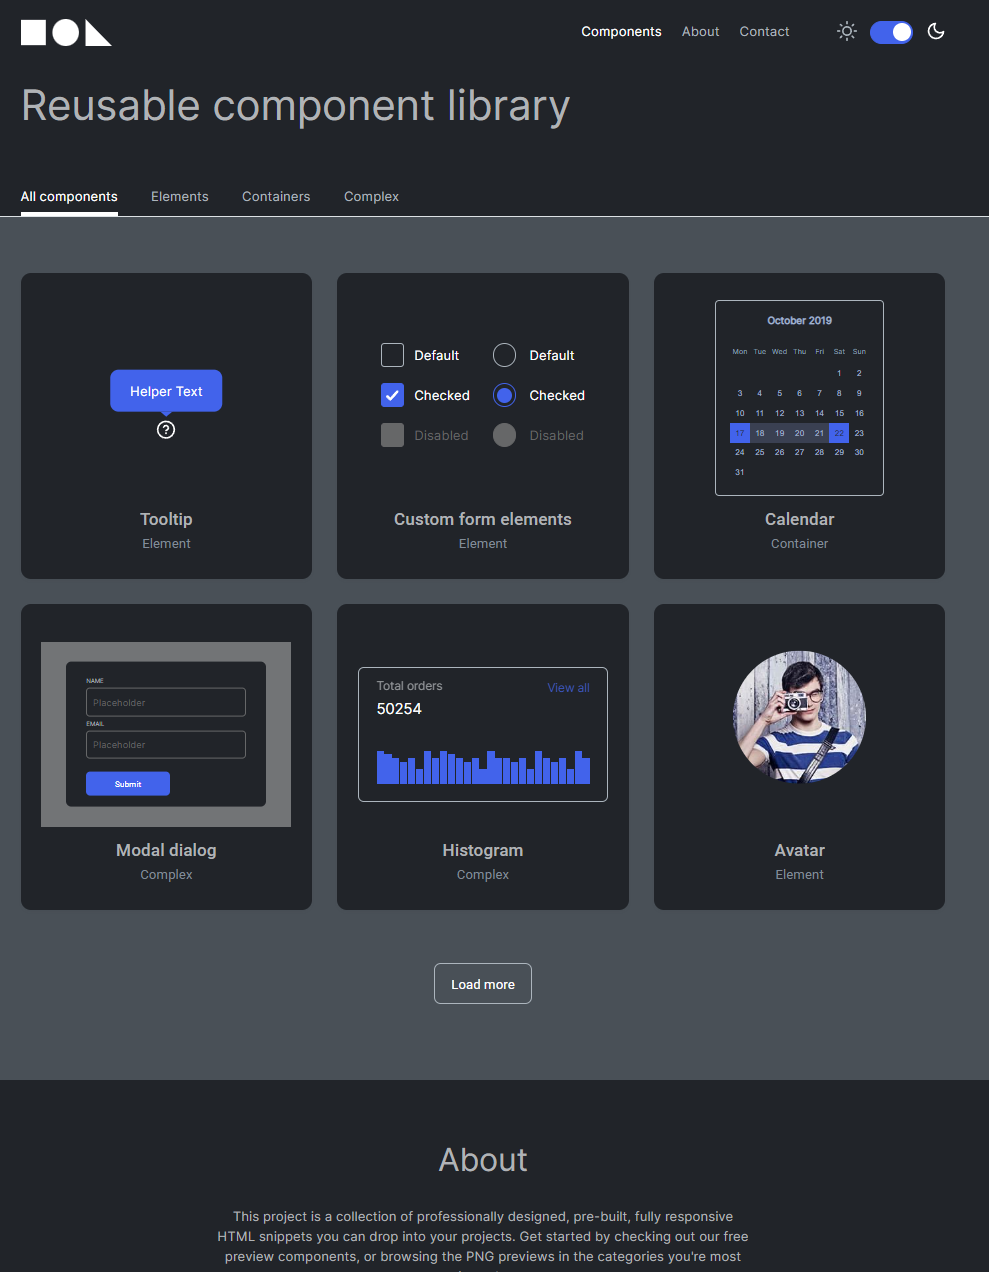 Components About Contact
Reusable component library
All components Elements Containers Complex
Helper Text
Tooltip
Element
Default Default
Checked Checked
Disabled Disabled
Custom form elements
Element
October 2019
Mon Tue Wed Thu Fri Sat Sun
1 2
3 4 5 6 7 8 9
10 11 12 13 14 15 16
17 18 19 20 21 22 23
24 25 26 27 28 29 30
31
Calendar
Container
NAME
Placeholder
EMAIL
Placeholder
Submit
Modal dialog
Complex
Total orders View all
50254
Histogram
Complex
Avatar
Element
Load more
About
This project is a collection of professionally designed, pre-built, fully responsive
HTML snippets you can drop into your projects. Get started by checking out our free
preview components, or browsing the PNG previews in the categories you're most